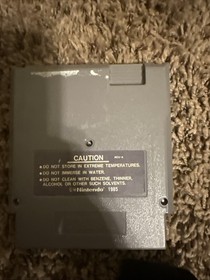 CAUTION
• DO NOT STORE IN EXTREME TEMPERATURES.
• DO NOT IMMERSE IN WATER.
• DO NOT CLEAN WITH BENZENE, THINNER,
ALCOHOL OR OTHER SUCH SOLVENTS.
Nintendo 1985